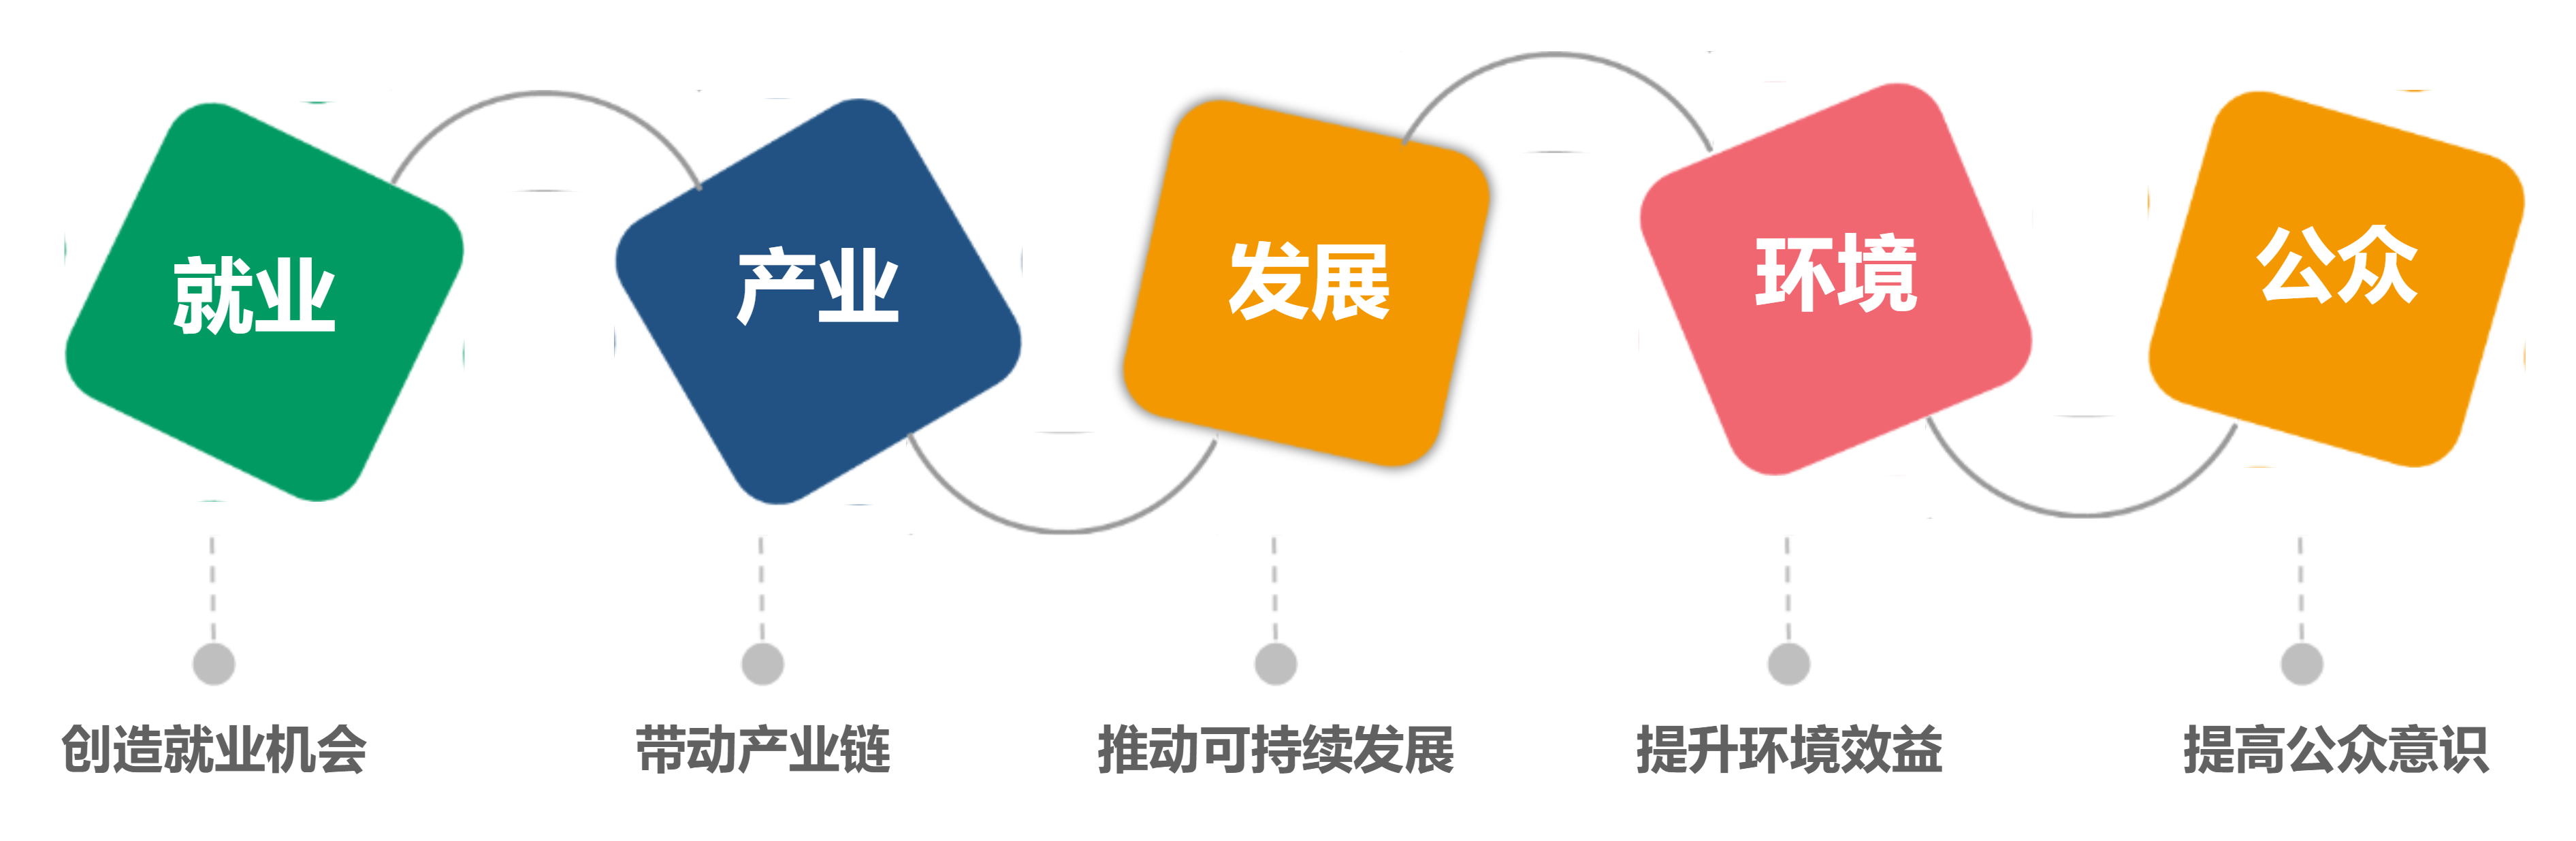 就业
产业
发展
环境
公众
创造就业机会
带动产业链
推动可持续发展
提升环境效益
提高公众意识